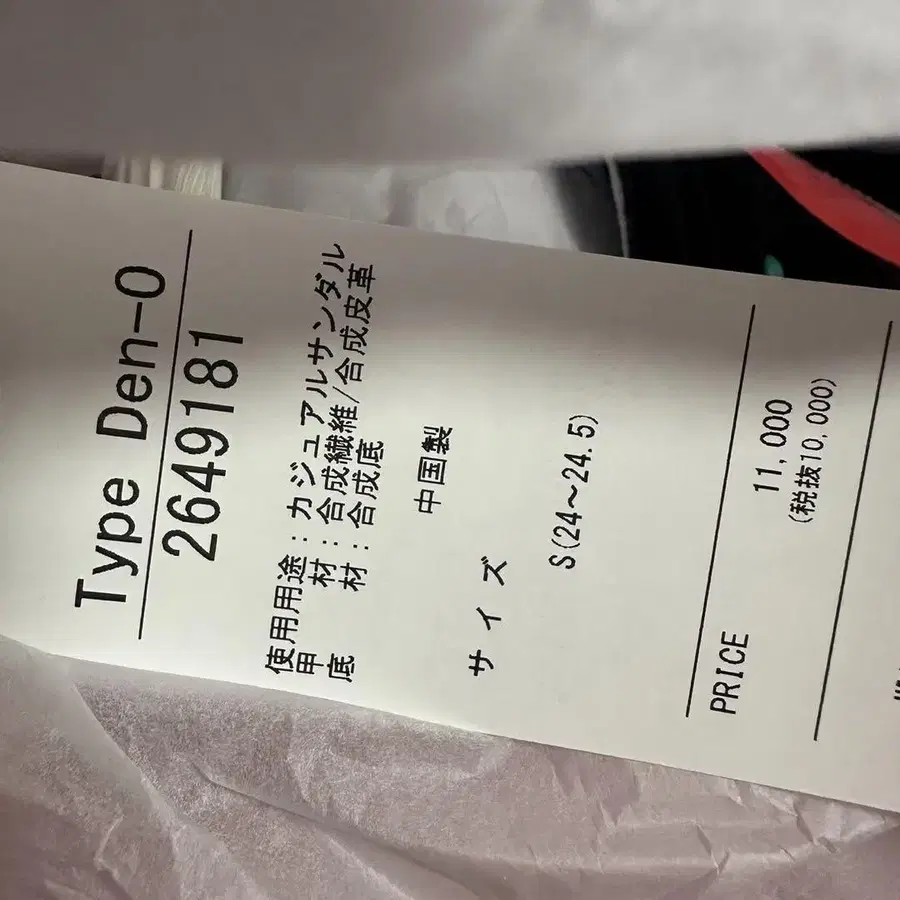 Type Den-O
2649181
使用用途：カジュアルサンダル
甲　材：合成繊維/合成皮革
底　材：合成底
中国製
サイズ
S(24～24.5)
PRICE
11,000
(税抜10,000)